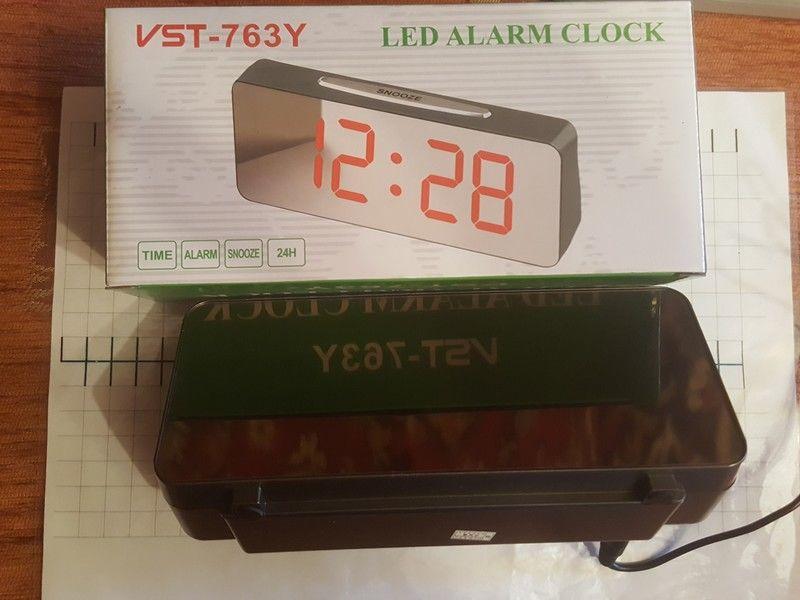 VST-763Y
LED ALARM CLOCK
SNOOZE
12:28
TIME
ALARM
SNOOZE
24H
LED ALARM CLOCK
VST-763Y